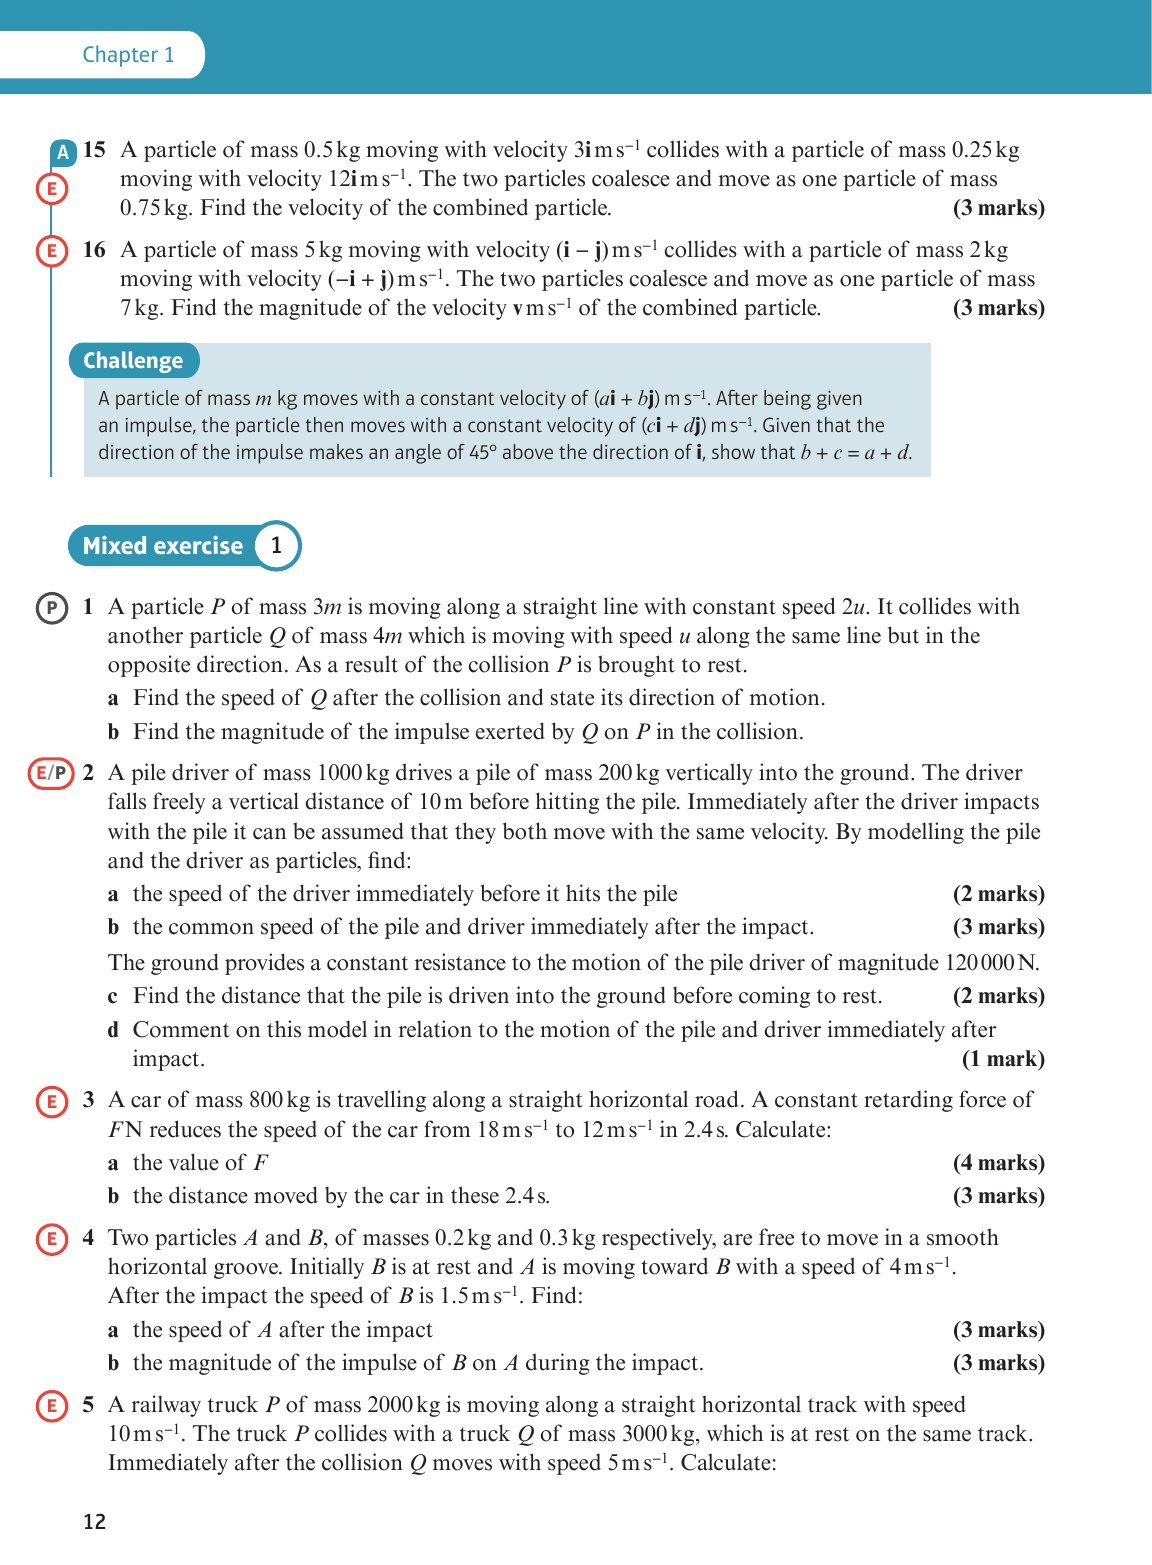 Chapter 1
A 15 A particle of mass 0.5 kg moving with velocity 3i m s⁻¹ collides with a particle of mass 0.25 kg
E moving with velocity 12i m s⁻¹. The two particles coalesce and move as one particle of mass
0.75 kg. Find the velocity of the combined particle. (3 marks)
E 16 A particle of mass 5 kg moving with velocity (i − j) m s⁻¹ collides with a particle of mass 2 kg
moving with velocity (−i + j) m s⁻¹. The two particles coalesce and move as one particle of mass
7 kg. Find the magnitude of the velocity v m s⁻¹ of the combined particle. (3 marks)
Challenge
A particle of mass m kg moves with a constant velocity of (ai + bj) m s⁻¹. After being given
an impulse, the particle then moves with a constant velocity of (ci + dj) m s⁻¹. Given that the
direction of the impulse makes an angle of 45° above the direction of i, show that b + c = a + d.
Mixed exercise 1
P 1 A particle P of mass 3m is moving along a straight line with constant speed 2u. It collides with
another particle Q of mass 4m which is moving with speed u along the same line but in the
opposite direction. As a result of the collision P is brought to rest.
a Find the speed of Q after the collision and state its direction of motion.
b Find the magnitude of the impulse exerted by Q on P in the collision.
E/P 2 A pile driver of mass 1000 kg drives a pile of mass 200 kg vertically into the ground. The driver
falls freely a vertical distance of 10 m before hitting the pile. Immediately after the driver impacts
with the pile it can be assumed that they both move with the same velocity. By modelling the pile
and the driver as particles, find:
a the speed of the driver immediately before it hits the pile (2 marks)
b the common speed of the pile and driver immediately after the impact. (3 marks)
The ground provides a constant resistance to the motion of the pile driver of magnitude 120 000 N.
c Find the distance that the pile is driven into the ground before coming to rest. (2 marks)
d Comment on this model in relation to the motion of the pile and driver immediately after
impact. (1 mark)
E 3 A car of mass 800 kg is travelling along a straight horizontal road. A constant retarding force of
F N reduces the speed of the car from 18 m s⁻¹ to 12 m s⁻¹ in 2.4 s. Calculate:
a the value of F (4 marks)
b the distance moved by the car in these 2.4 s. (3 marks)
E 4 Two particles A and B, of masses 0.2 kg and 0.3 kg respectively, are free to move in a smooth
horizontal groove. Initially B is at rest and A is moving toward B with a speed of 4 m s⁻¹.
After the impact the speed of B is 1.5 m s⁻¹. Find:
a the speed of A after the impact (3 marks)
b the magnitude of the impulse of B on A during the impact. (3 marks)
E 5 A railway truck P of mass 2000 kg is moving along a straight horizontal track with speed
10 m s⁻¹. The truck P collides with a truck Q of mass 3000 kg, which is at rest on the same track.
Immediately after the collision Q moves with speed 5 m s⁻¹. Calculate:
12